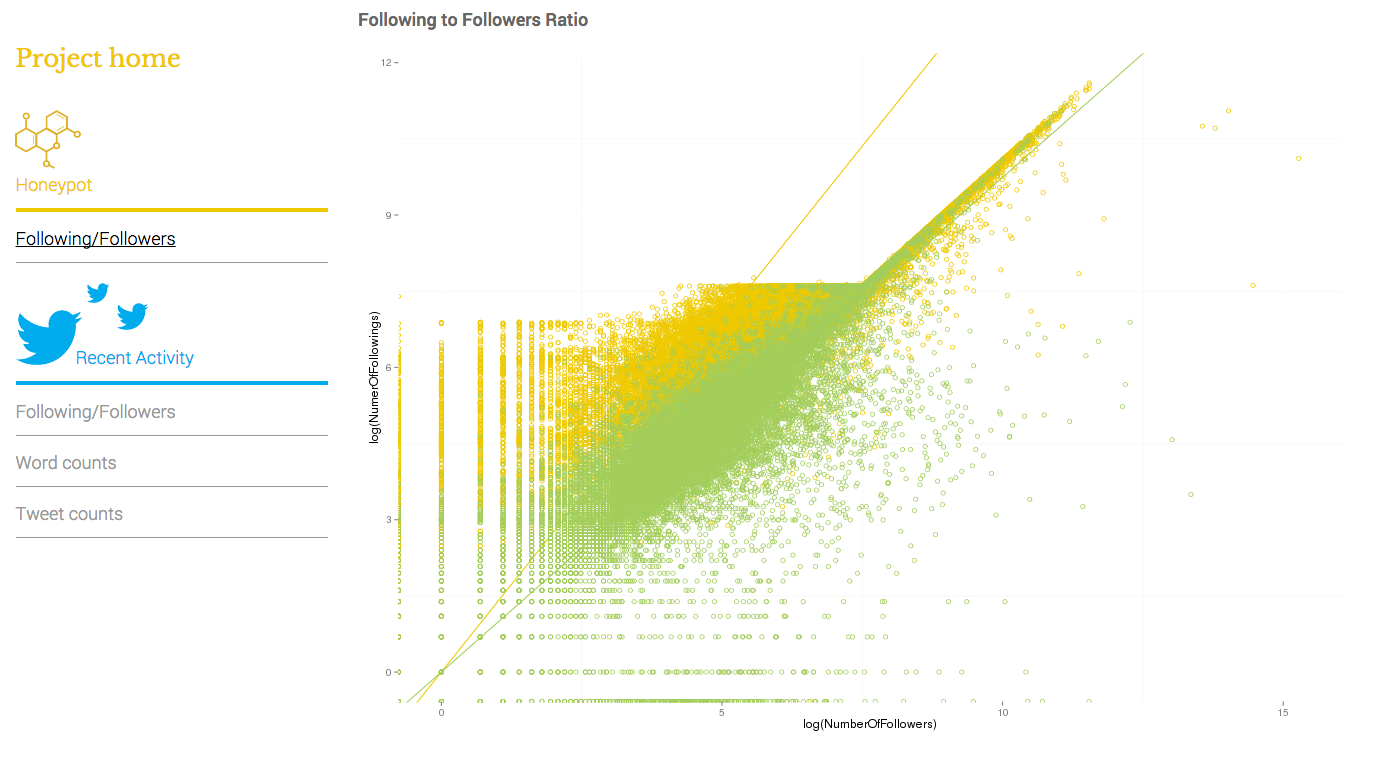 Project home
Honeypot
Following/Followers
Recent Activity
Following/Followers
Word counts
Tweet counts
Following to Followers Ratio
12
9
6
3
0
log(NumerOfFollowings)
0
5
10
15
log(NumberOfFollowers)